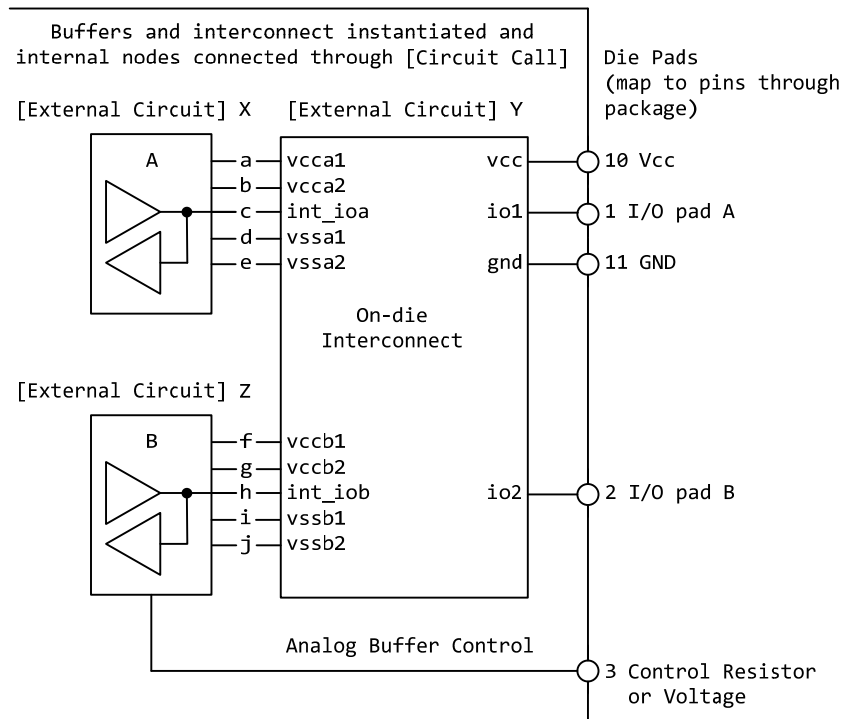 Buffers and interconnect instantiated and
internal nodes connected through [Circuit Call]
Die Pads
(map to pins through
package)
[External Circuit] X
[External Circuit] Y
A
a
b
c
d
e
vcca1
vcca2
int_ioa
vssa1
vssa2
vcc
io1
gnd
10 Vcc
1 I/O pad A
11 GND
On-die
Interconnect
[External Circuit] Z
B
f
g
h
i
j
vccb1
vccb2
int_iob
vssb1
vssb2
io2
2 I/O pad B
Analog Buffer Control
3 Control Resistor
or Voltage